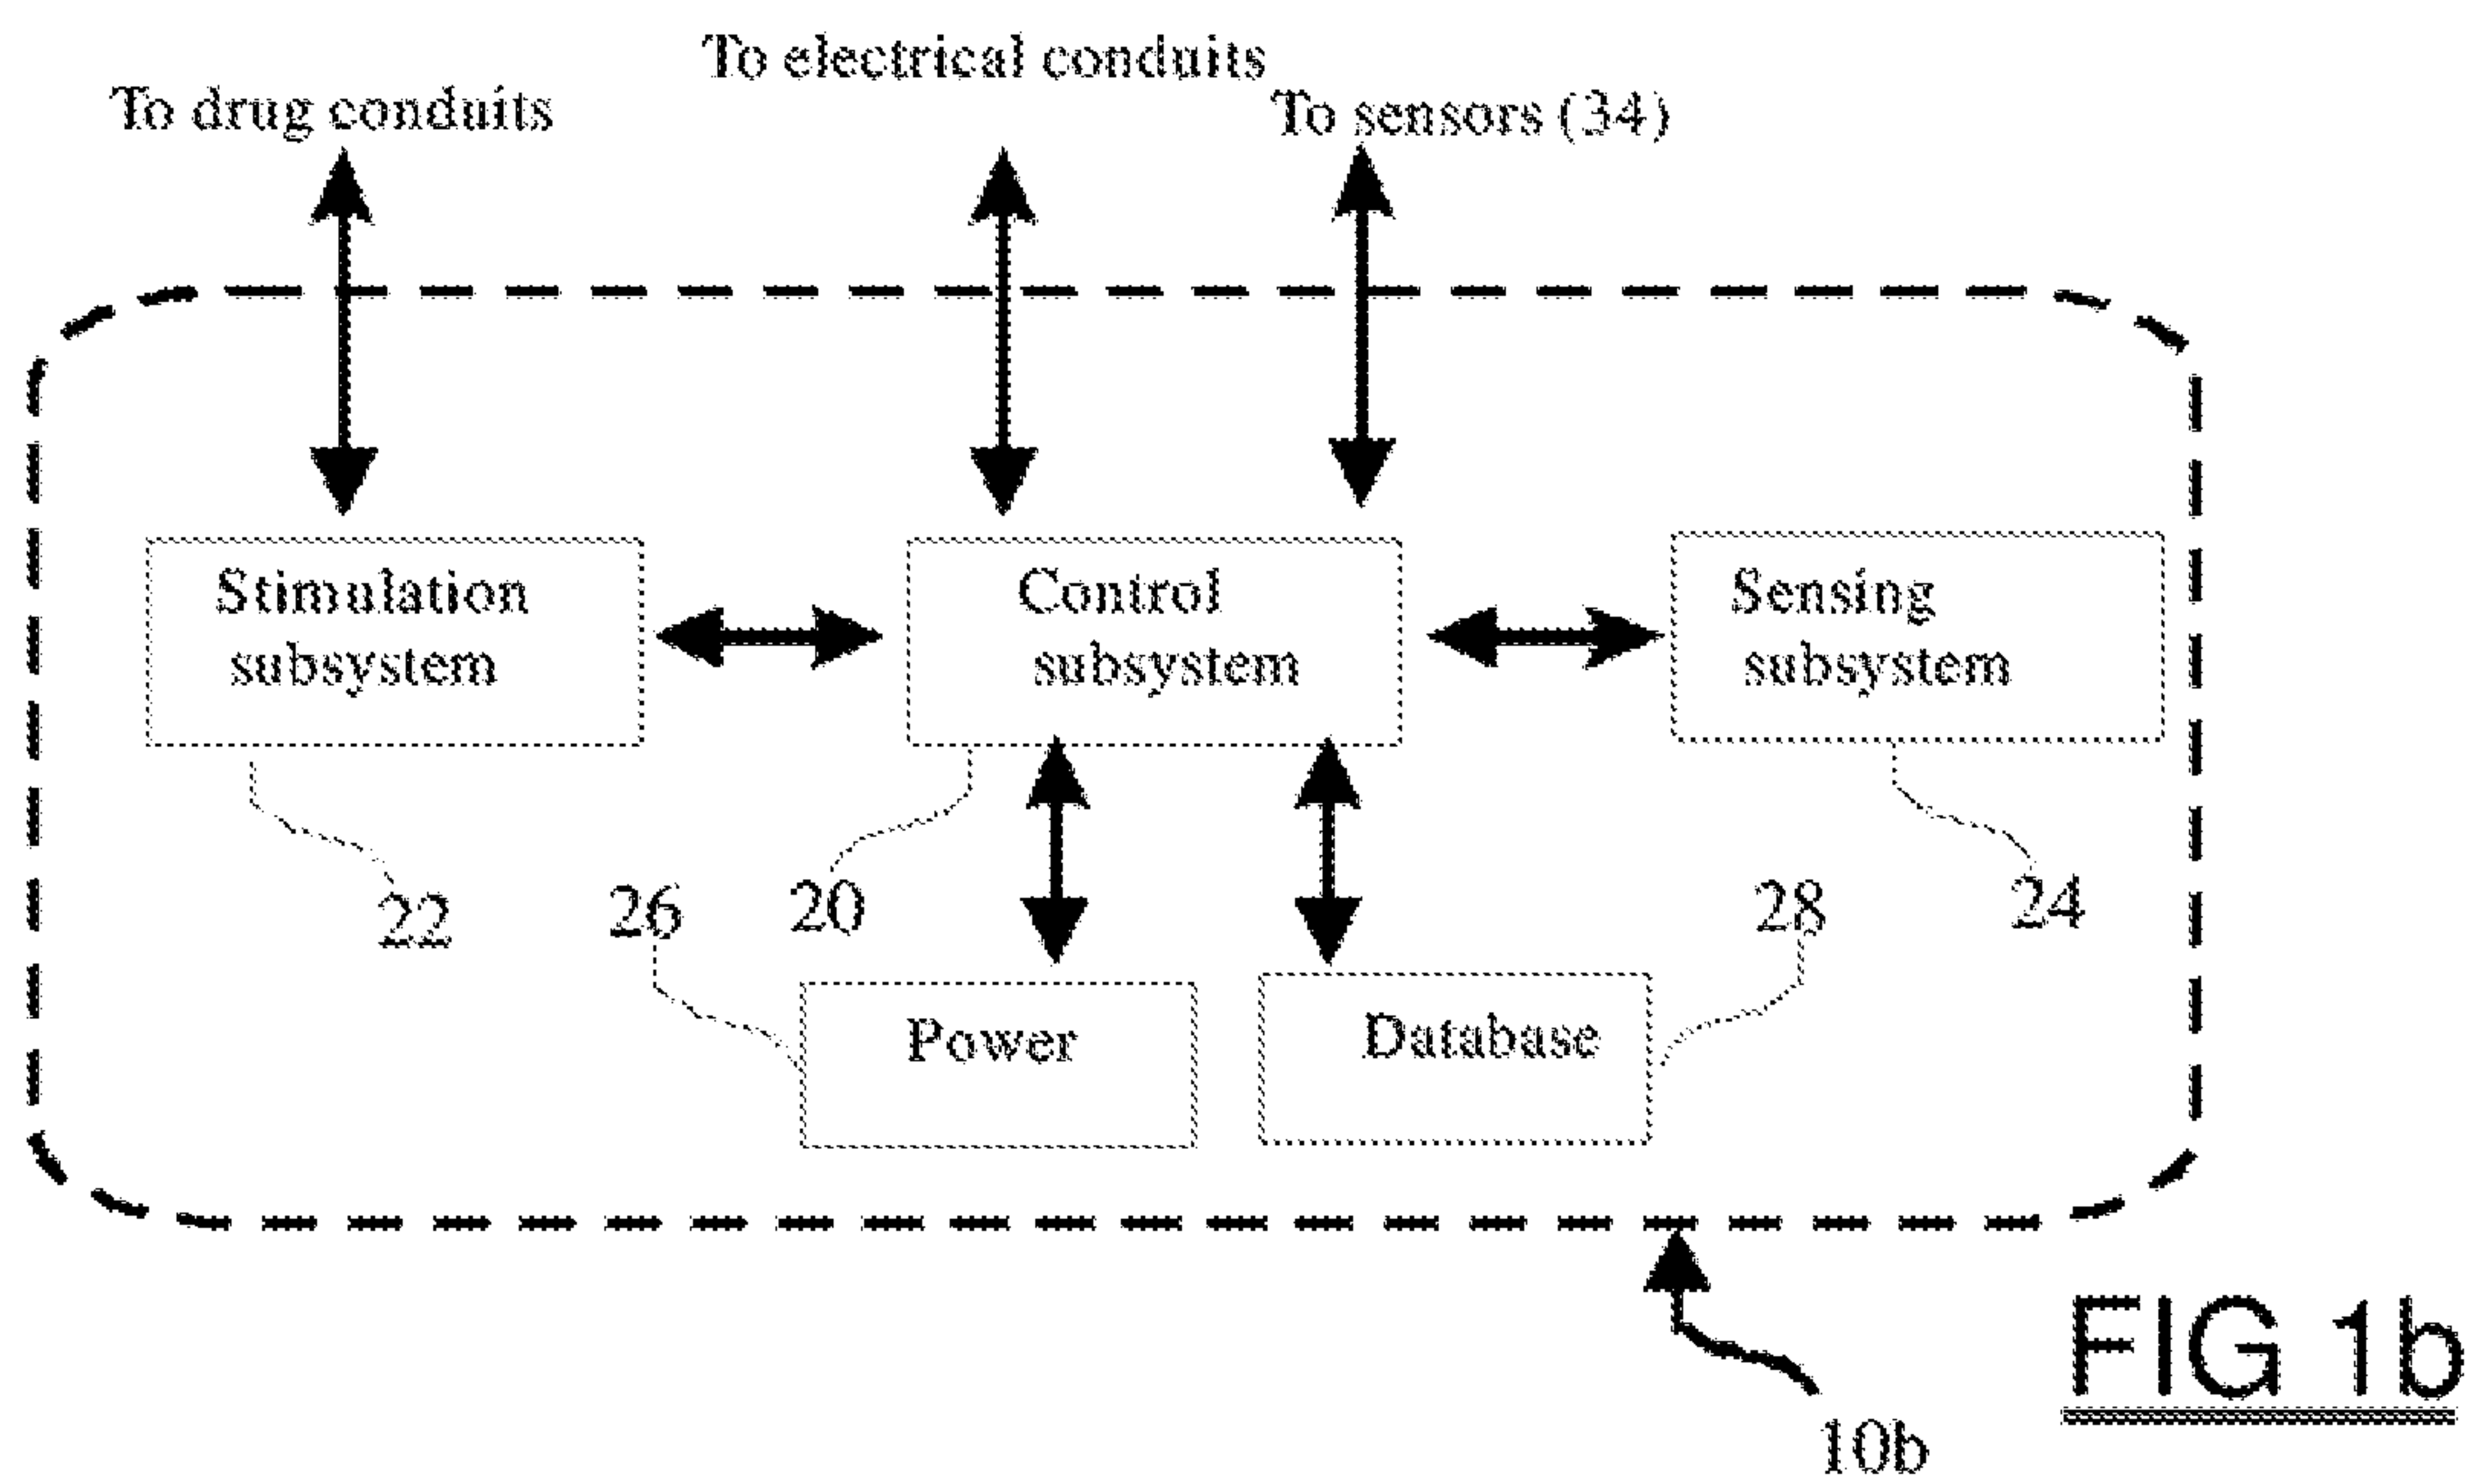 To electrical conduits
To drug conduits
To sensors (34)
Stimulation
subsystem
Control
subsystem
Sensing
subsystem
22
26
20
28
24
Power
Database
FIG 1b
10b